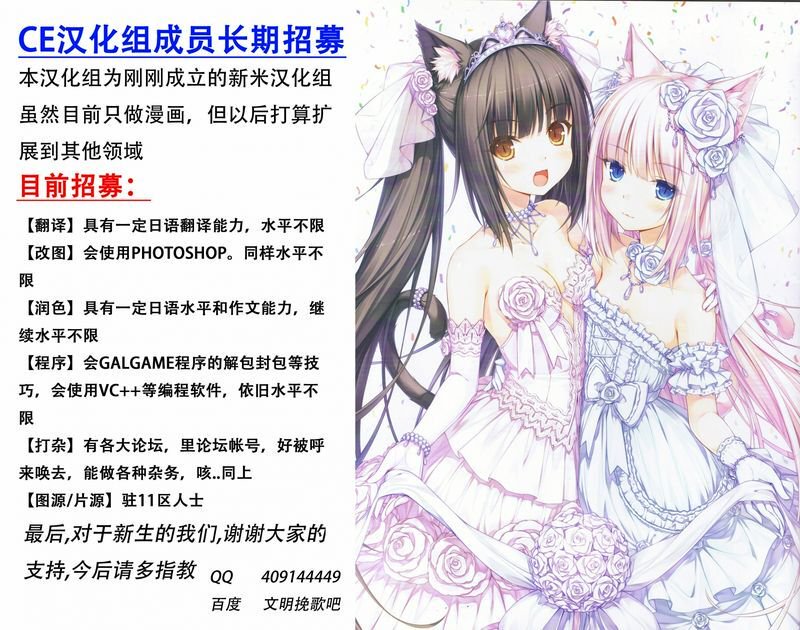 CE汉化组成员长期招募
本汉化组为刚刚成立的新米汉化组
虽然目前只做漫画，但以后打算扩
展到其他领域
目前招募：
【翻译】具有一定日语翻译能力，水平不限
【改图】会使用PHOTOSHOP。同样水平不
限
【润色】具有一定日语水平和作文能力，继
续水平不限
【程序】会GALGAME程序的解包封包等技
巧，会使用VC++等编程软件，依旧水平不
限
【打杂】有各大论坛，里论坛帐号，好被呼
来唤去，能做各种杂务，咳..同上
【图源/片源】驻11区人士
最后,对于新生的我们,谢谢大家的
支持,今后请多指教
QQ 409144449
百度 文明挽歌吧